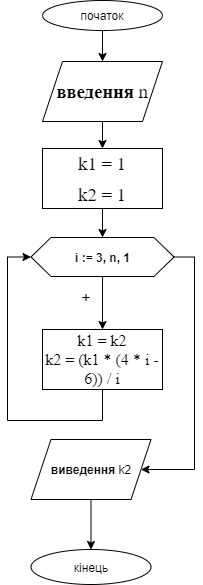 початок
введення n
k1 = 1
k2 = 1
i := 3, n, 1
+
k1 = k2
k2 = (k1 * (4 * i -
6)) / i
виведення k2
кінець